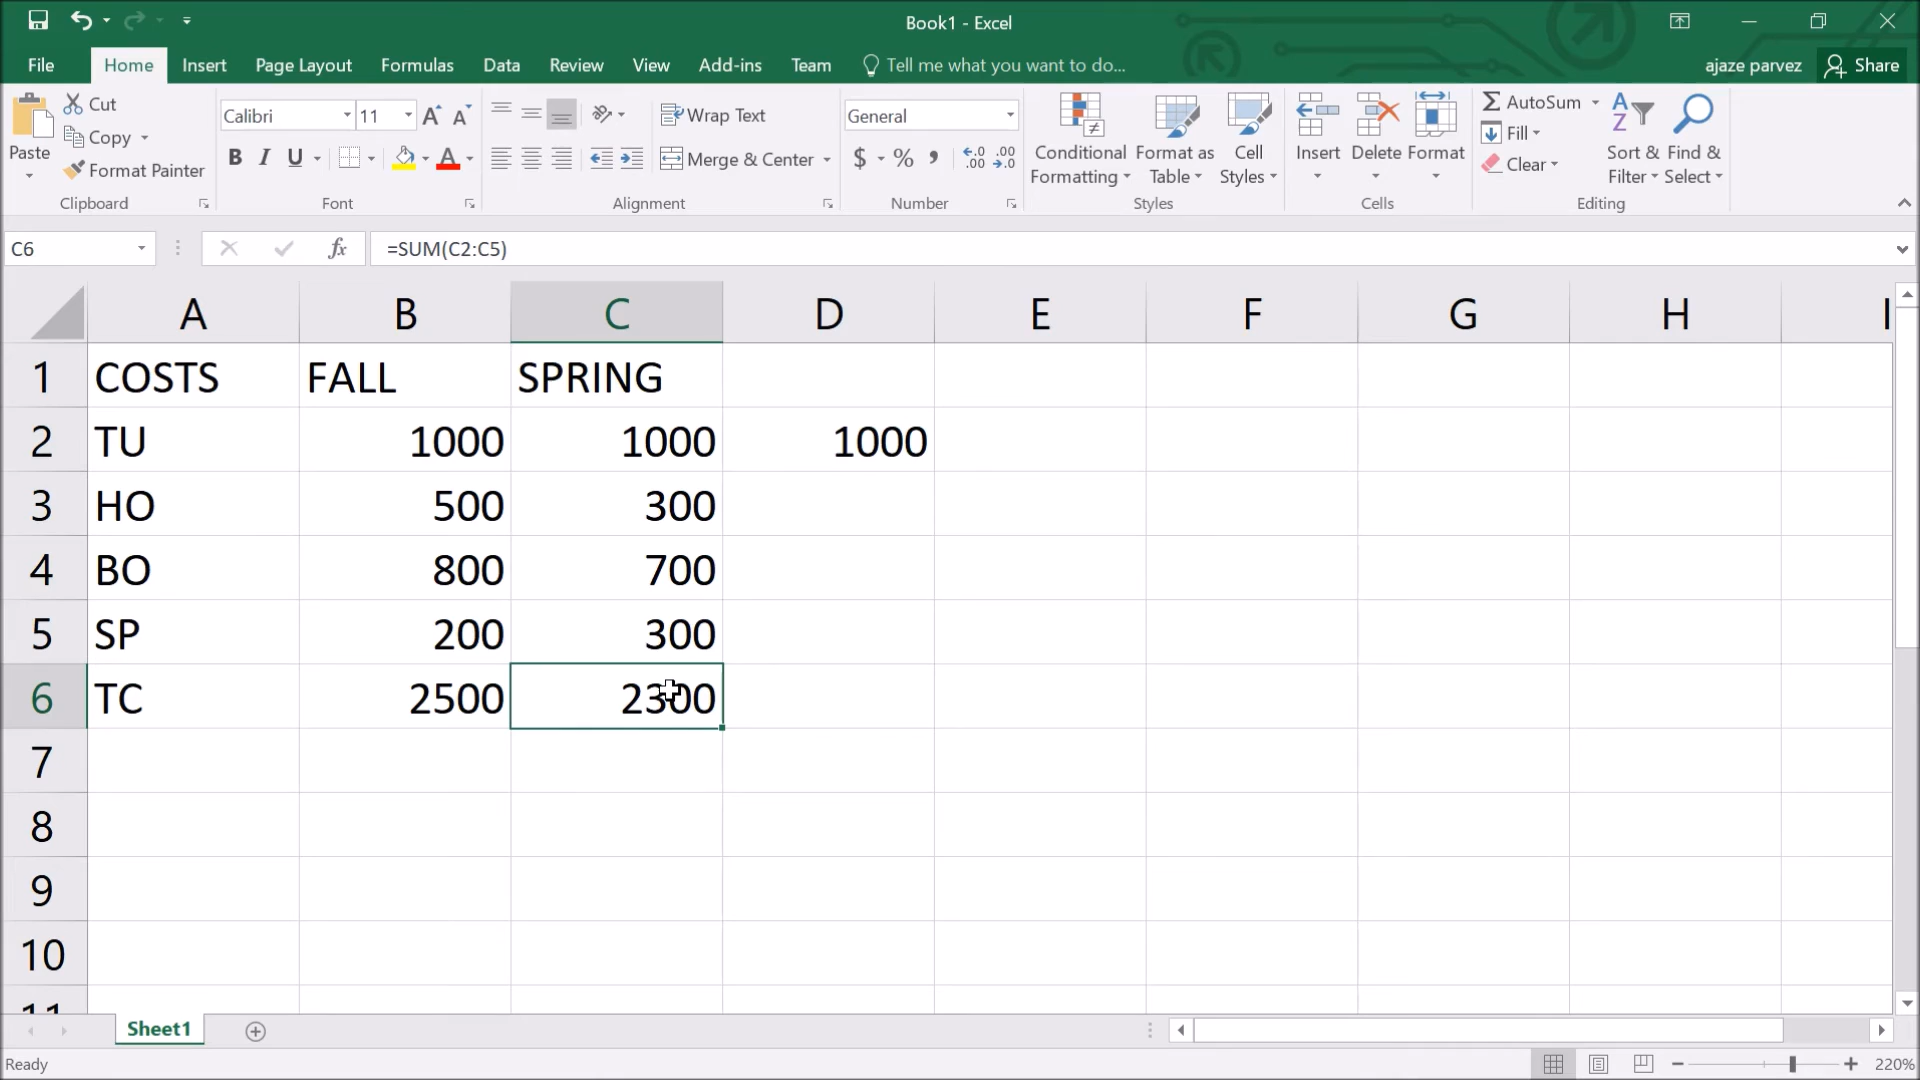 Book1 - Excel
File Home Insert Page Layout Formulas Data Review View Add-ins Team Tell me what you want to do... ajaze parvez Share
Paste
Cut
Copy
Format Painter
Clipboard
Calibri 11
B I U A
Font
Wrap Text
Merge & Center
Alignment
General
$ % , .00 .00
Number
Conditional Formatting
Format as Table
Cell Styles
Styles
Insert
Delete
Format
Cells
AutoSum
Fill
Clear
Sort & Filter
Find & Select
Editing
C6 fx =SUM(C2:C5)
A B C D E F G H I
1 COSTS FALL SPRING
2 TU 1000 1000 1000
3 HO 500 300
4 BO 800 700
5 SP 200 300
6 TC 2500 2300
7
8
9
10
11
Sheet1
Ready 220%